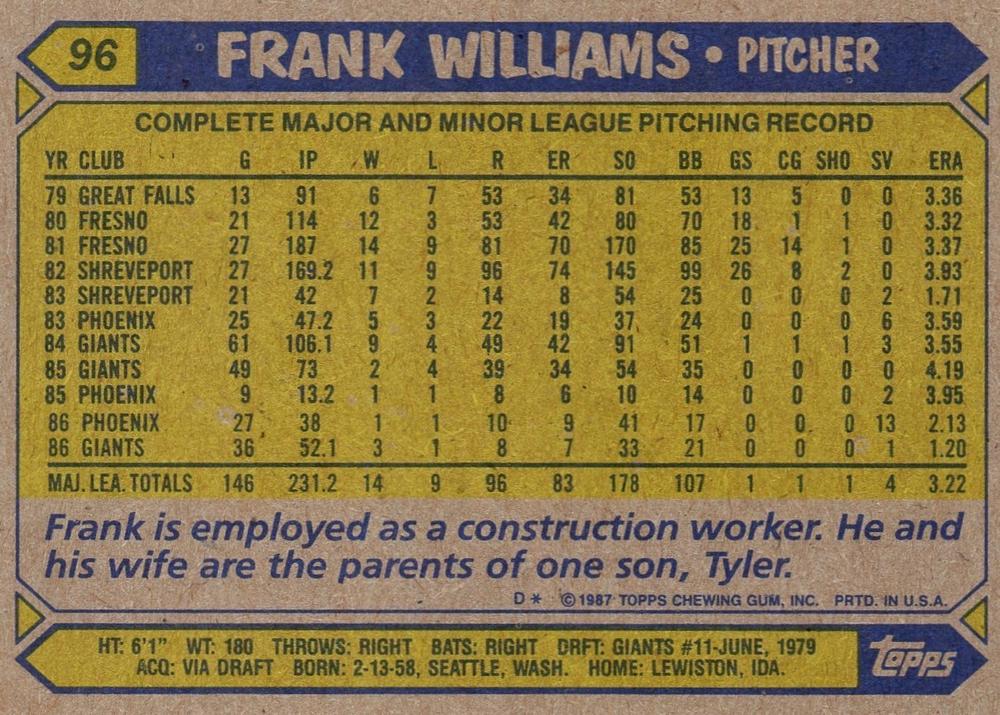 96 FRANK WILLIAMS • PITCHER
COMPLETE MAJOR AND MINOR LEAGUE PITCHING RECORD
YR CLUB G IP W L R ER SO BB GS CG SHO SV ERA
79 GREAT FALLS 13 91 6 7 53 34 81 53 13 5 0 0 3.36
80 FRESNO 21 114 12 3 53 42 80 70 18 1 1 0 3.32
81 FRESNO 27 187 14 9 81 70 170 85 25 14 1 0 3.37
82 SHREVEPORT 27 169.2 11 9 96 74 145 99 26 8 2 0 3.93
83 SHREVEPORT 21 42 7 2 14 8 54 25 0 0 0 2 1.71
83 PHOENIX 25 47.2 5 3 22 19 37 24 0 0 0 6 3.59
84 GIANTS 61 106.1 9 4 49 42 91 51 1 1 1 3 3.55
85 GIANTS 49 73 2 4 39 34 54 35 0 0 0 0 4.19
85 PHOENIX 9 13.2 1 1 8 6 10 14 0 0 0 2 3.95
86 PHOENIX 27 38 1 1 10 9 41 17 0 0 0 13 2.13
86 GIANTS 36 52.1 3 1 8 7 33 21 0 0 0 1 1.20
MAJ. LEA. TOTALS 146 231.2 14 9 96 83 178 107 1 1 1 4 3.22
Frank is employed as a construction worker. He and
his wife are the parents of one son, Tyler.
D* ©1987 TOPPS CHEWING GUM, INC. PRTD. IN U.S.A.
HT: 6'1" WT: 180 THROWS: RIGHT BATS: RIGHT DRFT: GIANTS #11-JUNE, 1979
ACQ: VIA DRAFT BORN: 2-13-58, SEATTLE, WASH. HOME: LEWISTON, IDA.
Topps